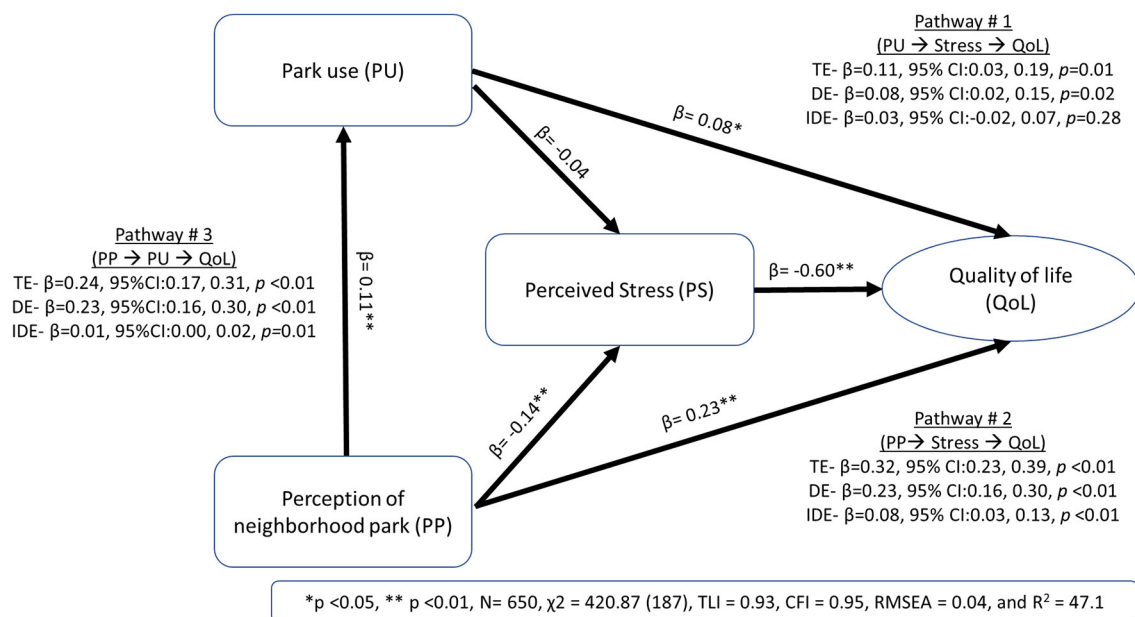 Pathway # 1
(PU → Stress → QoL)
TE- β=0.11, 95% CI:0.03, 0.19, p=0.01
DE- β=0.08, 95% CI:0.02, 0.15, p=0.02
IDE- β=0.03, 95% CI:-0.02, 0.07, p=0.28
Park use (PU)
β= 0.08*
β= -0.04
Pathway # 3
(PP → PU → QoL)
TE- β=0.24, 95%CI:0.17, 0.31, p <0.01
DE- β=0.23, 95%CI:0.16, 0.30, p <0.01
IDE- β=0.01, 95%CI:0.00, 0.02, p=0.01
β= 0.11**
Perceived Stress (PS)
β= -0.60**
Quality of life
(QoL)
β= -0.14**
β= 0.23**
Pathway # 2
(PP→ Stress → QoL)
TE- β=0.32, 95% CI:0.23, 0.39, p <0.01
DE- β=0.23, 95% CI:0.16, 0.30, p <0.01
IDE- β=0.08, 95% CI:0.03, 0.13, p <0.01
Perception of
neighborhood park (PP)
*p <0.05, ** p <0.01, N= 650, χ2 = 420.87 (187), TLI = 0.93, CFI = 0.95, RMSEA = 0.04, and R² = 47.1